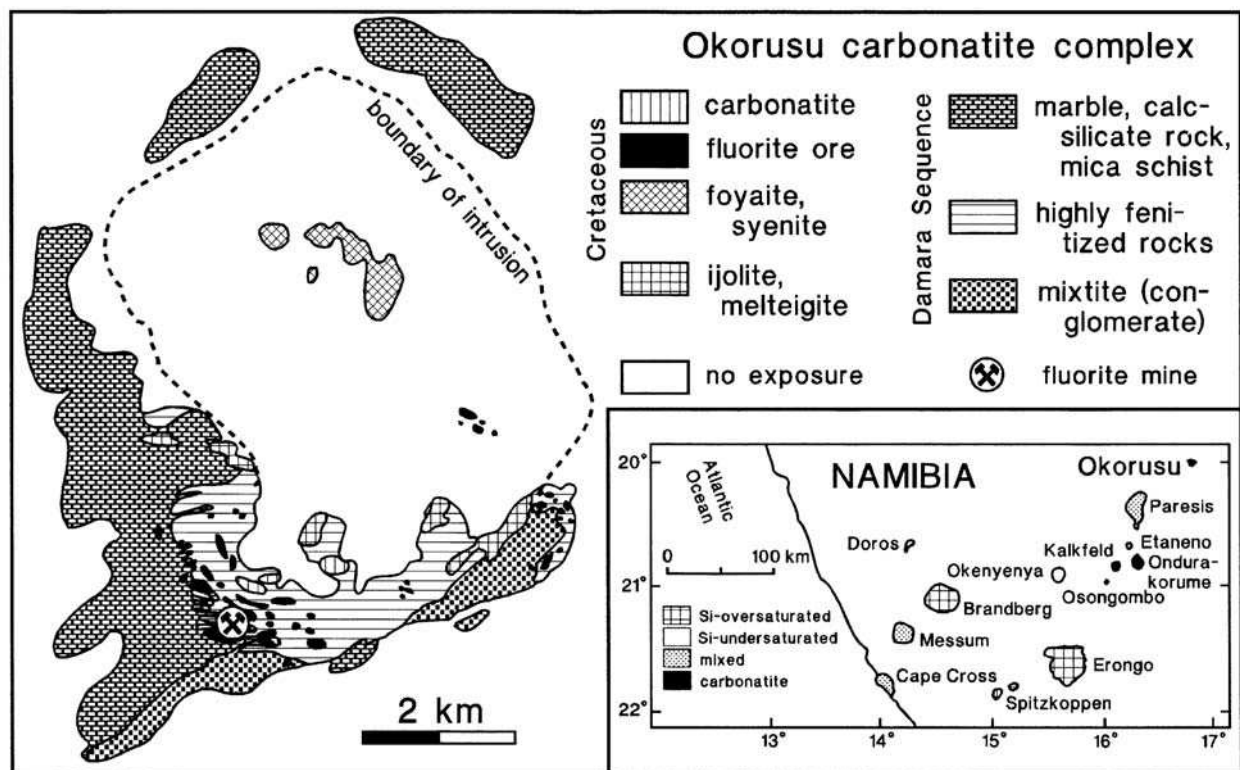 Okorusu carbonatite complex
boundary of intrusion
2 km
Cretaceous
carbonatite
fluorite ore
foyaite,
syenite
ijolite,
melteigite
no exposure
Damara Sequence
marble, calc-
silicate rock,
mica schist
highly feni-
tized rocks
mixtite (con-
glomerate)
fluorite mine
20°
21°
22°
13°
14°
15°
16°
17°
Atlantic
Ocean
NAMIBIA
0 100 km
Okorusu
Paresis
Doros
Etaneno
Kalkfeld
Ondura-
korume
Okenyenya
Osongombo
Brandberg
Messum
Erongo
Cape Cross
Spitzkoppen
Si-oversaturated
Si-undersaturated
mixed
carbonatite